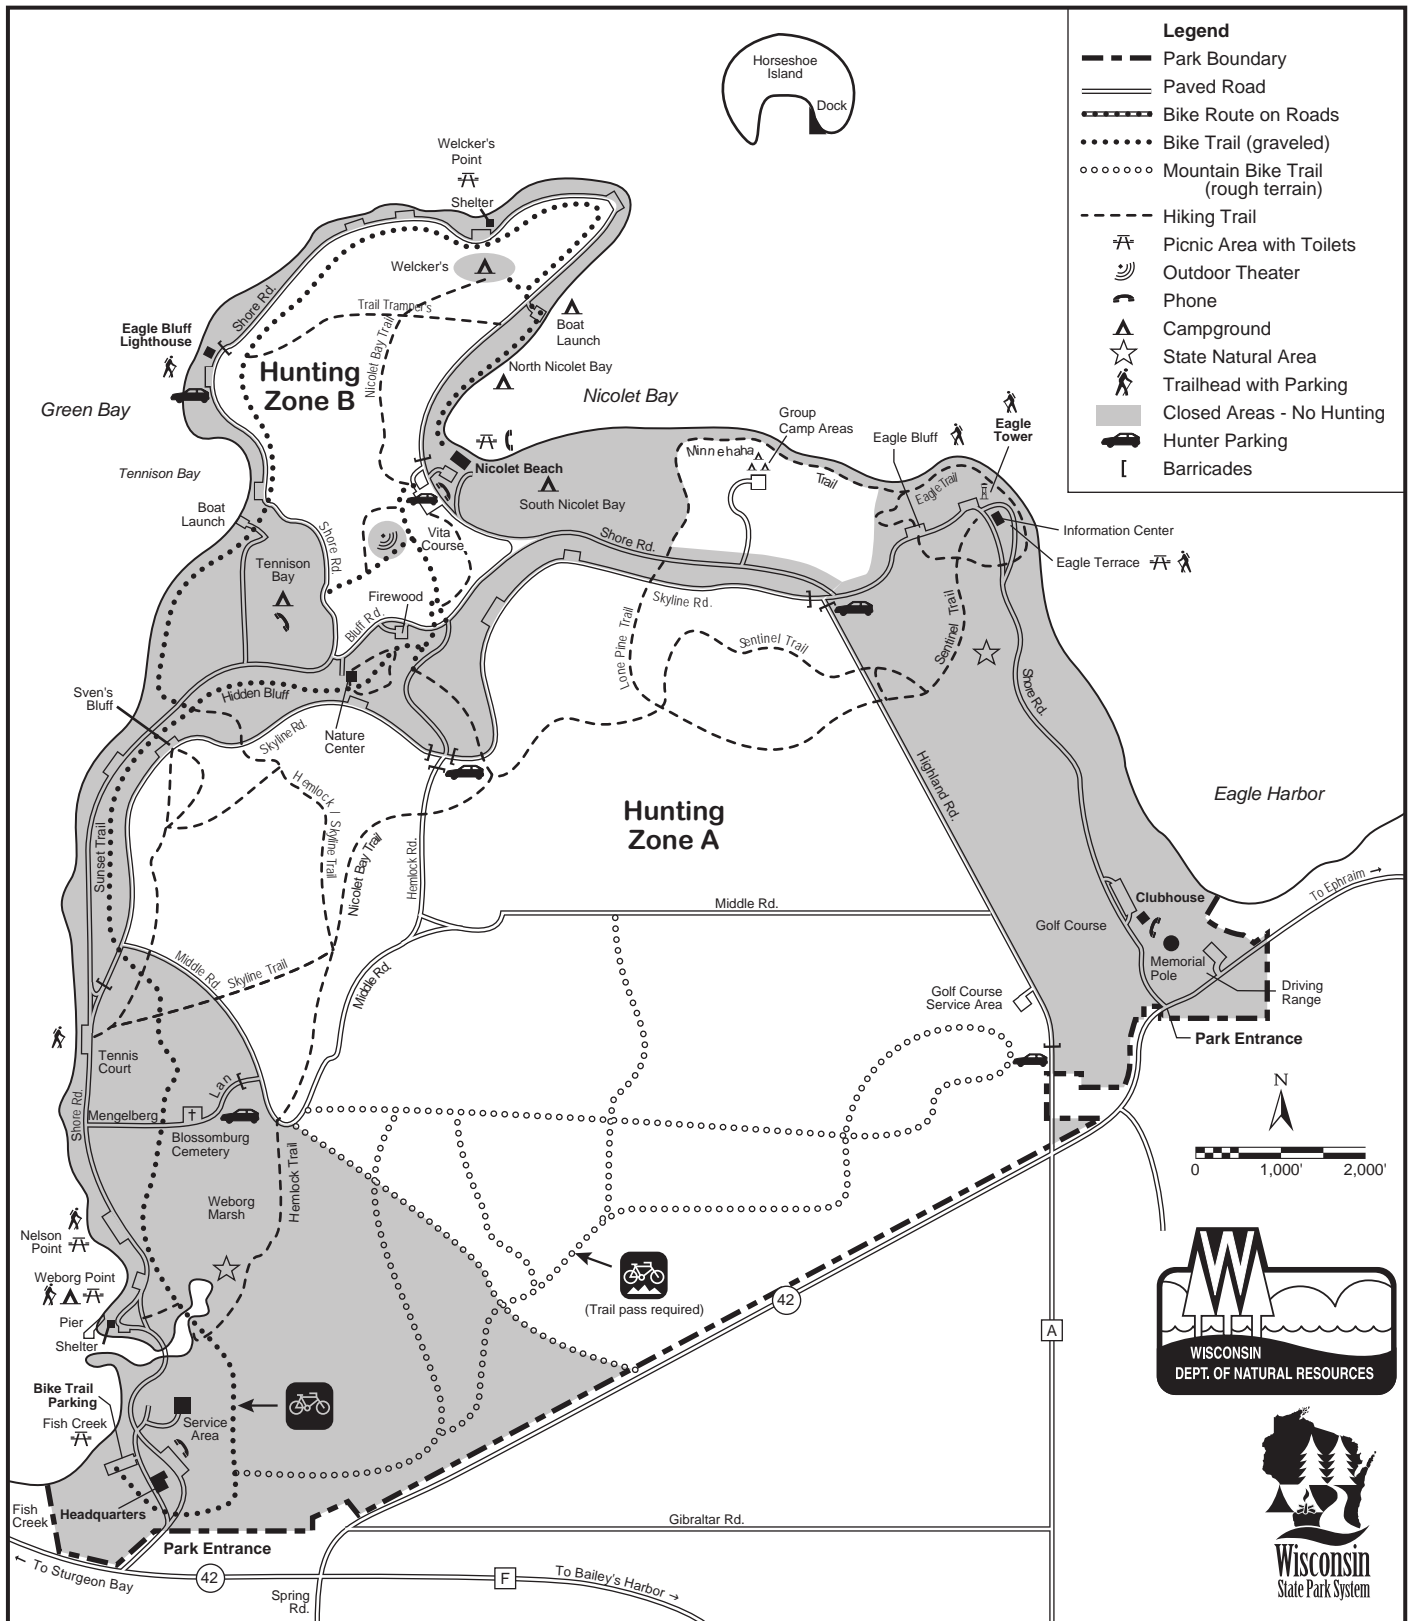 Horseshoe
Island
Dock
Legend
Park Boundary
Paved Road
Bike Route on Roads
Bike Trail (graveled)
Mountain Bike Trail
(rough terrain)
Hiking Trail
Picnic Area with Toilets
Outdoor Theater
Phone
Campground
State Natural Area
Trailhead with Parking
Closed Areas - No Hunting
Hunter Parking
Barricades
Welcker's
Point
Shelter
Welcker's
Shore Rd.
Trail Tramper's
Nicolet Bay Trail
Eagle Bluff
Lighthouse
Boat
Launch
Hunting
Zone B
North Nicolet Bay
Green Bay
Nicolet Bay
Group
Camp Areas
Eagle Bluff
Eagle
Tower
Minnehaha
Trail
Eagle Trail
Tennison Bay
Nicolet Beach
South Nicolet Bay
Boat
Launch
Shore Rd.
Vita
Course
Shore Rd.
Information Center
Eagle Terrace
Tennison
Bay
Firewood
Bluff Rd.
Skyline Rd.
Lone Pine Trail
Sentinel Trail
Sentinel Trail
Shore Rd.
Sven's
Bluff
Hidden Bluff
Skyline Rd.
Nature
Center
Hemlock / Skyline Trail
Nicolet Bay Trail
Hemlock Rd.
Hunting
Zone A
Highland Rd.
Eagle Harbor
Sunset Trail
Middle Rd.
To Ephraim →
Clubhouse
Golf Course
Memorial
Pole
Driving
Range
Middle Rd.
Skyline Trail
Middle Rd.
Golf Course
Service Area
Park Entrance
Tennis
Court
Shore Rd.
Mengelberg
Lan
Blossomburg
Cemetery
Hemlock Trail
Weborg
Marsh
N
0
1,000'
2,000'
Nelson
Point
Weborg Point
Pier
Shelter
(Trail pass required)
42
A
W
WISCONSIN
DEPT. OF NATURAL RESOURCES
Bike Trail
Parking
Fish Creek
Service
Area
Fish
Creek
Headquarters
Park Entrance
Gibraltar Rd.
← To Sturgeon Bay
42
Spring
Rd.
F
To Bailey's Harbor →
Wisconsin
State Park System